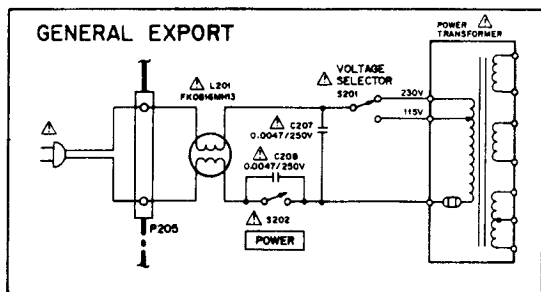 GENERAL EXPORT
POWER
TRANSFORMER
L201
FK0B16MH13
VOLTAGE
SELECTOR
S201
230V
115V
C207
0.0047/250V
C208
0.0047/250V
S202
POWER
P205